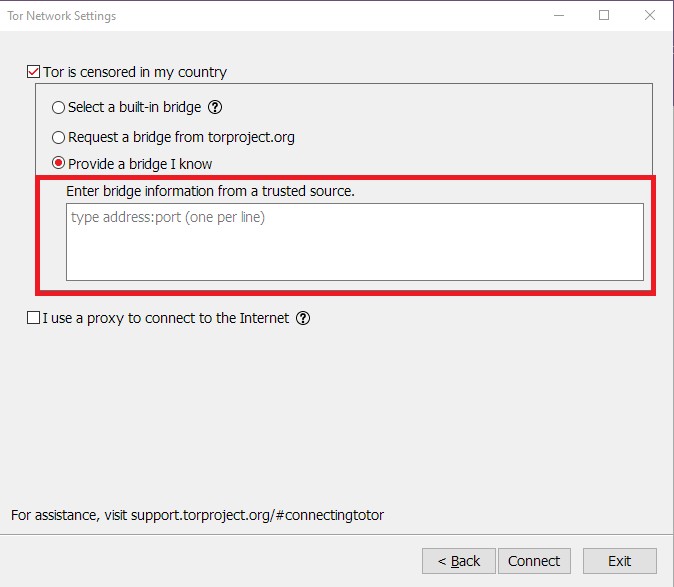 Tor Network Settings
Tor is censored in my country
Select a built-in bridge ?
Request a bridge from torproject.org
Provide a bridge I know
Enter bridge information from a trusted source.
type address:port (one per line)
I use a proxy to connect to the Internet ?
For assistance, visit support.torproject.org/#connectingtotor
< Back Connect Exit